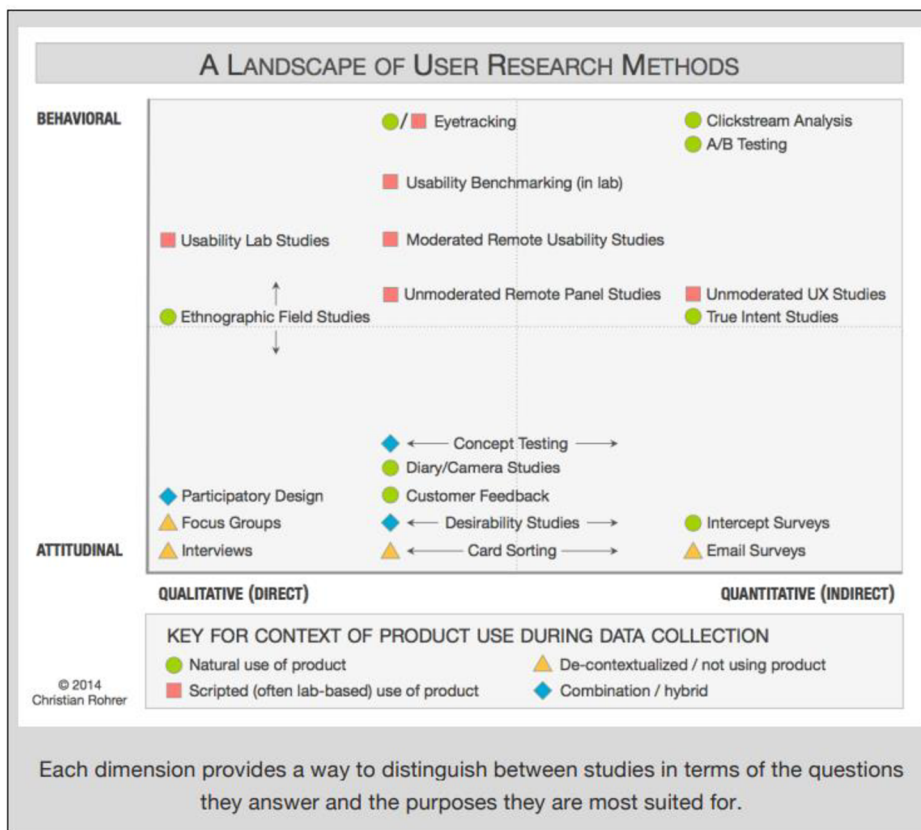 A LANDSCAPE OF USER RESEARCH METHODS
BEHAVIORAL
/ Eyetracking
Clickstream Analysis
A/B Testing
Usability Benchmarking (in lab)
Usability Lab Studies
Moderated Remote Usability Studies
Unmoderated Remote Panel Studies
Unmoderated UX Studies
Ethnographic Field Studies
True Intent Studies
Concept Testing
Diary/Camera Studies
Participatory Design
Customer Feedback
Focus Groups
Desirability Studies
Intercept Surveys
ATTITUDINAL
Interviews
Card Sorting
Email Surveys
QUALITATIVE (DIRECT)
QUANTITATIVE (INDIRECT)
KEY FOR CONTEXT OF PRODUCT USE DURING DATA COLLECTION
Natural use of product
De-contextualized / not using product
Scripted (often lab-based) use of product
Combination / hybrid
© 2014
Christian Rohrer
Each dimension provides a way to distinguish between studies in terms of the questions
they answer and the purposes they are most suited for.